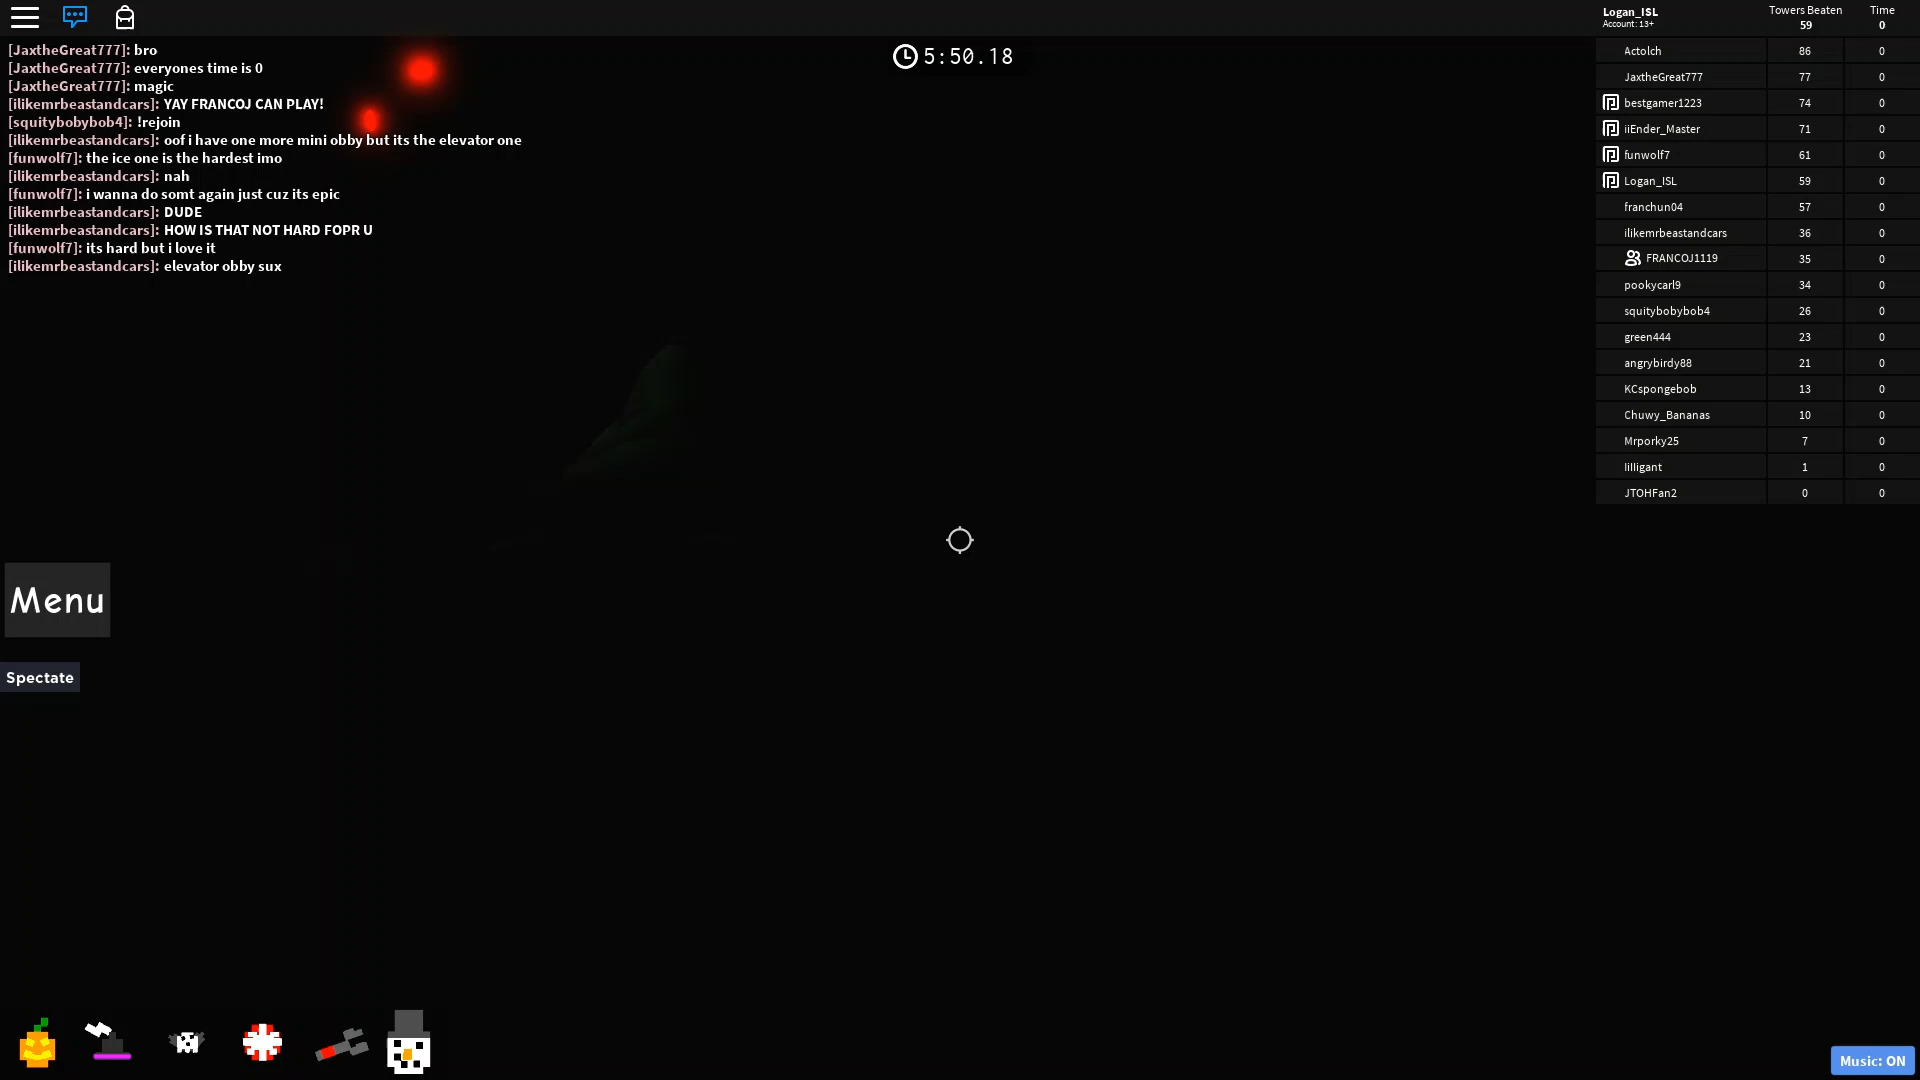 Logan_ISL
Account: 13+
Towers Beaten
59
Time
0
[JaxtheGreat777]: bro
[JaxtheGreat777]: everyones time is 0
[JaxtheGreat777]: magic
[ilikemrbeastandcars]: YAY FRANCOJ CAN PLAY!
[squitybobybob4]: !rejoin
[ilikemrbeastandcars]: oof i have one more mini obby but its the elevator one
[funwolf7]: the ice one is the hardest imo
[ilikemrbeastandcars]: nah
[funwolf7]: i wanna do somt again just cuz its epic
[ilikemrbeastandcars]: DUDE
[ilikemrbeastandcars]: HOW IS THAT NOT HARD FOPR U
[funwolf7]: its hard but i love it
[ilikemrbeastandcars]: elevator obby sux
5:50.18
Actolch 86 0
JaxtheGreat777 77 0
bestgamer1223 74 0
iiEnder_Master 71 0
funwolf7 61 0
Logan_ISL 59 0
franchun04 57 0
ilikemrbeastandcars 36 0
FRANCOJ1119 35 0
pookycarl9 34 0
squitybobybob4 26 0
green444 23 0
angrybirdy88 21 0
KCspongebob 13 0
Chuwy_Bananas 10 0
Mrporky25 7 0
lilligant 1 0
JTOHFan2 0 0
Menu
Spectate
Music: ON